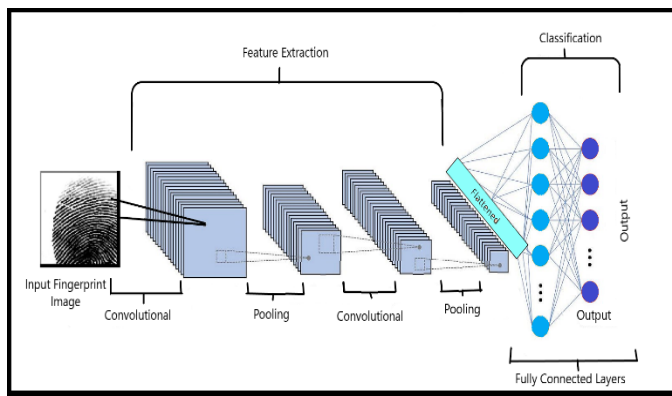 Classification
Feature Extraction
Flattened
Output
Input Fingerprint
Image
Convolutional
Pooling
Convolutional
Pooling
Output
Fully Connected Layers